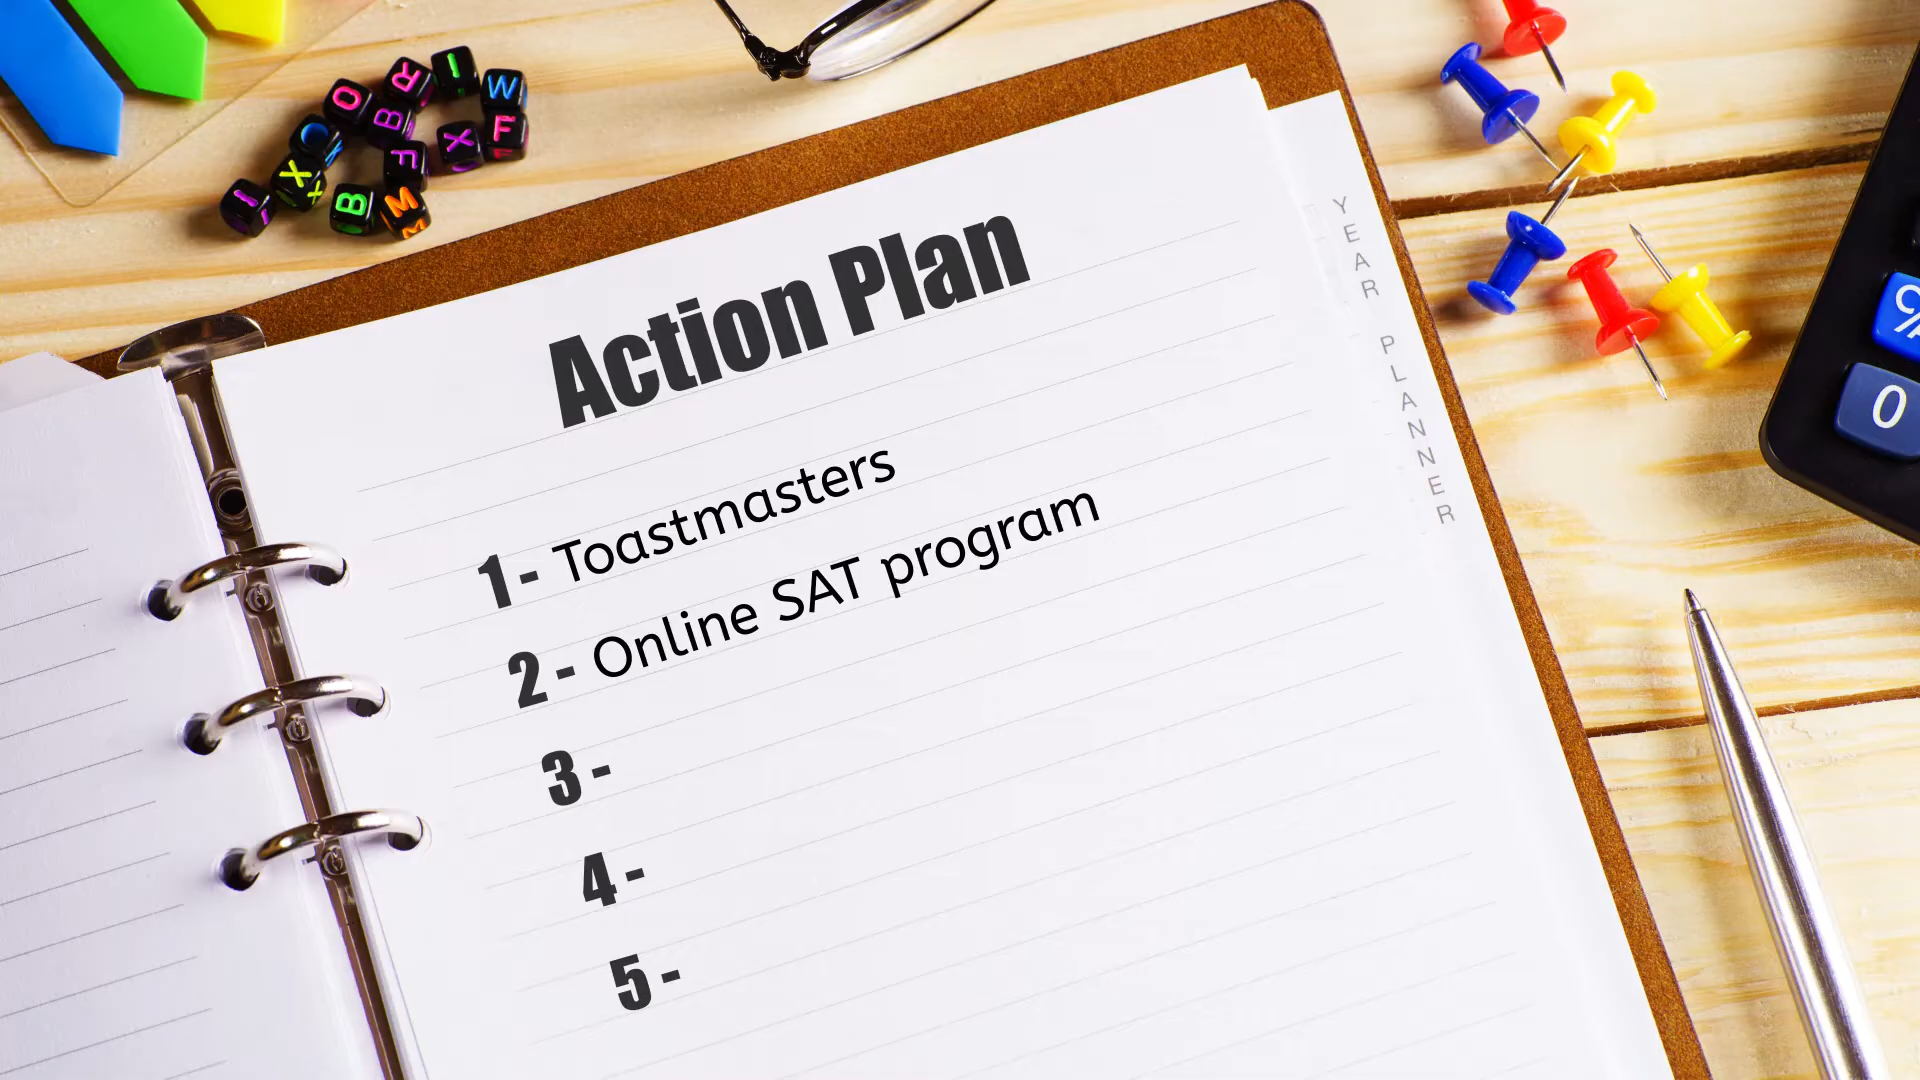 O R I W
B X F
C F
X X
I B M M
Action Plan
1- Toastmasters
2 - Online SAT program
3 -
4 -
5 -
YEAR PLANNER
%
0